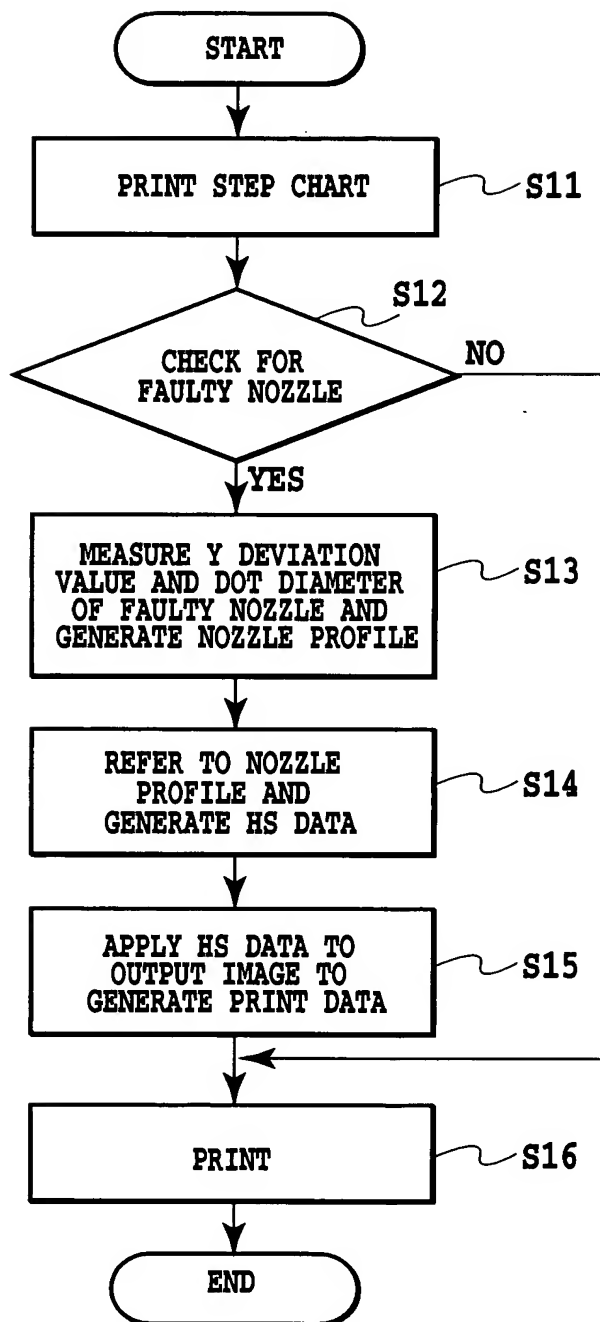 START
PRINT STEP CHART
S11
S12
CHECK FOR
FAULTY NOZZLE
NO
YES
MEASURE Y DEVIATION
VALUE AND DOT DIAMETER
OF FAULTY NOZZLE AND
GENERATE NOZZLE PROFILE
S13
REFER TO NOZZLE
PROFILE AND
GENERATE HS DATA
S14
APPLY HS DATA TO
OUTPUT IMAGE TO
GENERATE PRINT DATA
S15
PRINT
S16
END